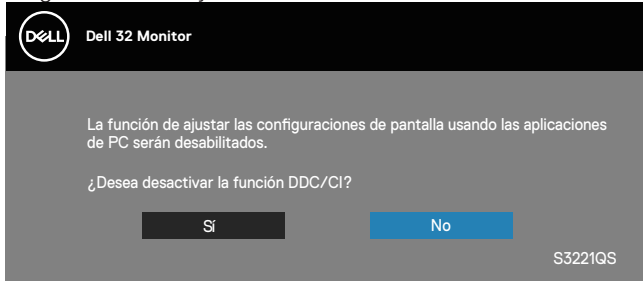 DELL
Dell 32 Monitor
La función de ajustar las configuraciones de pantalla usando las aplicaciones
de PC serán desabilitados.
¿Desea desactivar la función DDC/CI?
Sí No
S3221QS